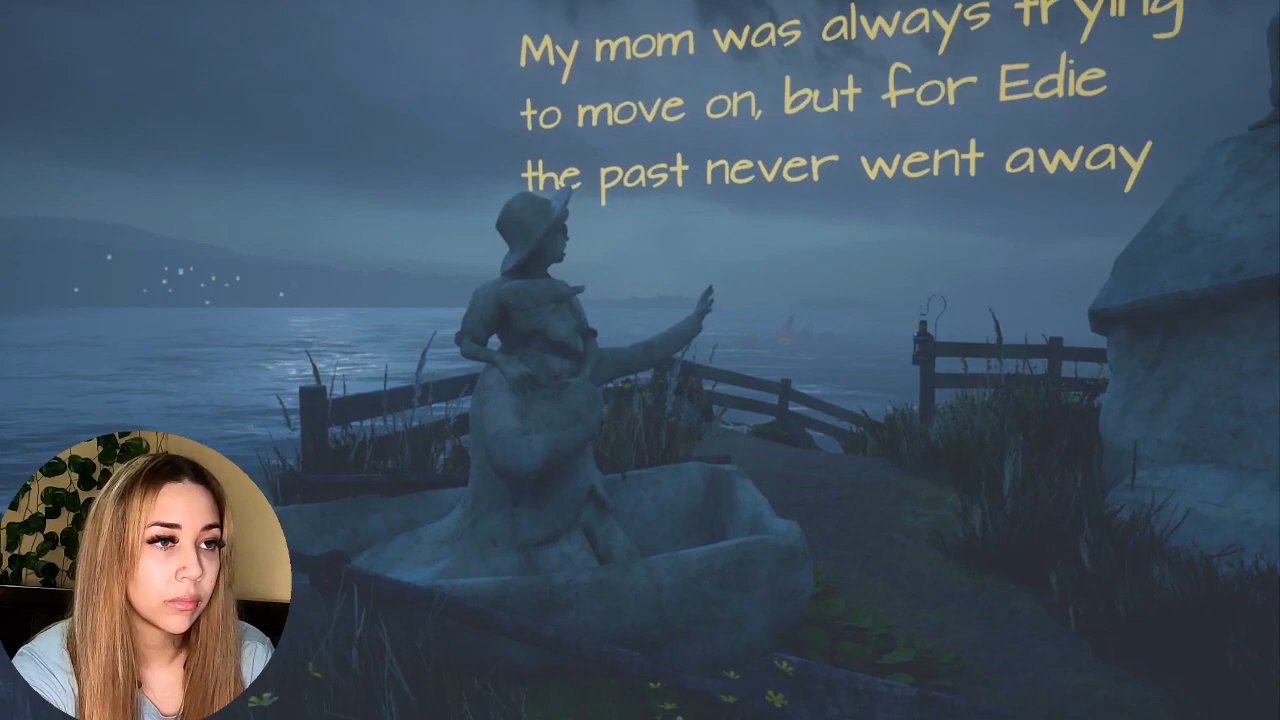 My mom was always trying
to move on, but for Edie
the past never went away